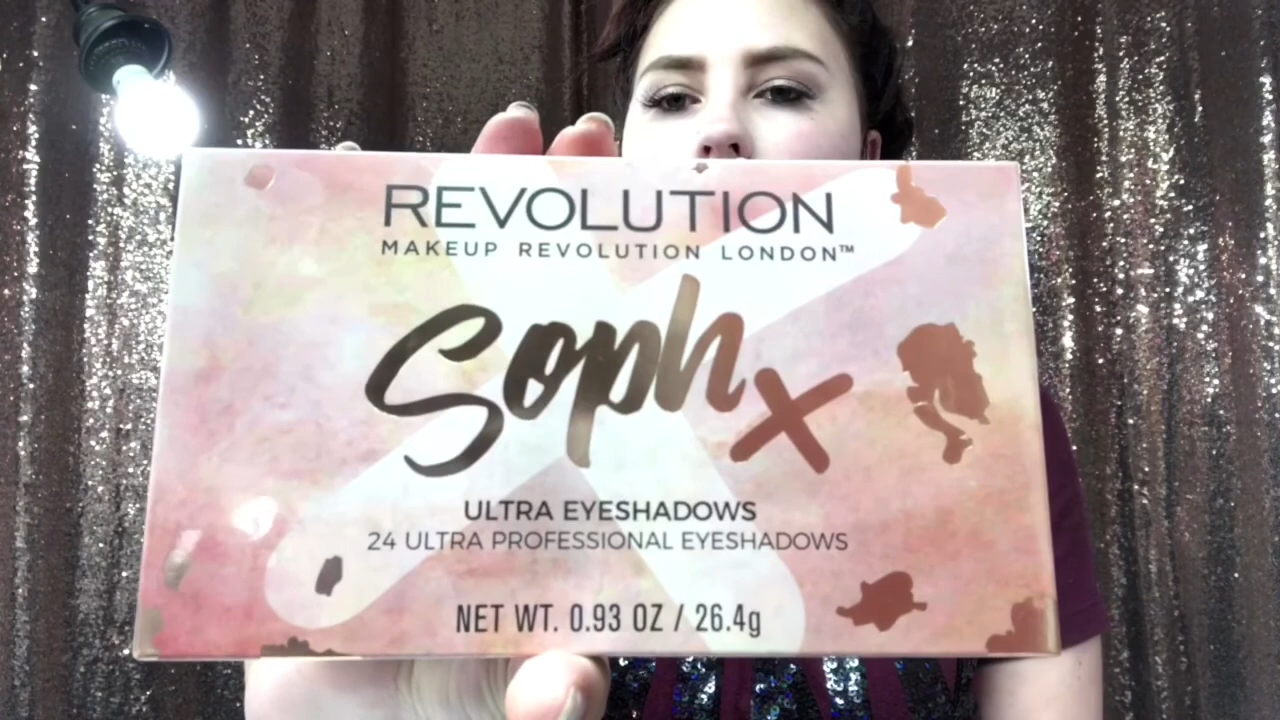 REVOLUTION
MAKEUP REVOLUTION LONDON™
Soph x
ULTRA EYESHADOWS
24 ULTRA PROFESSIONAL EYESHADOWS
NET WT. 0.93 OZ / 26.4g